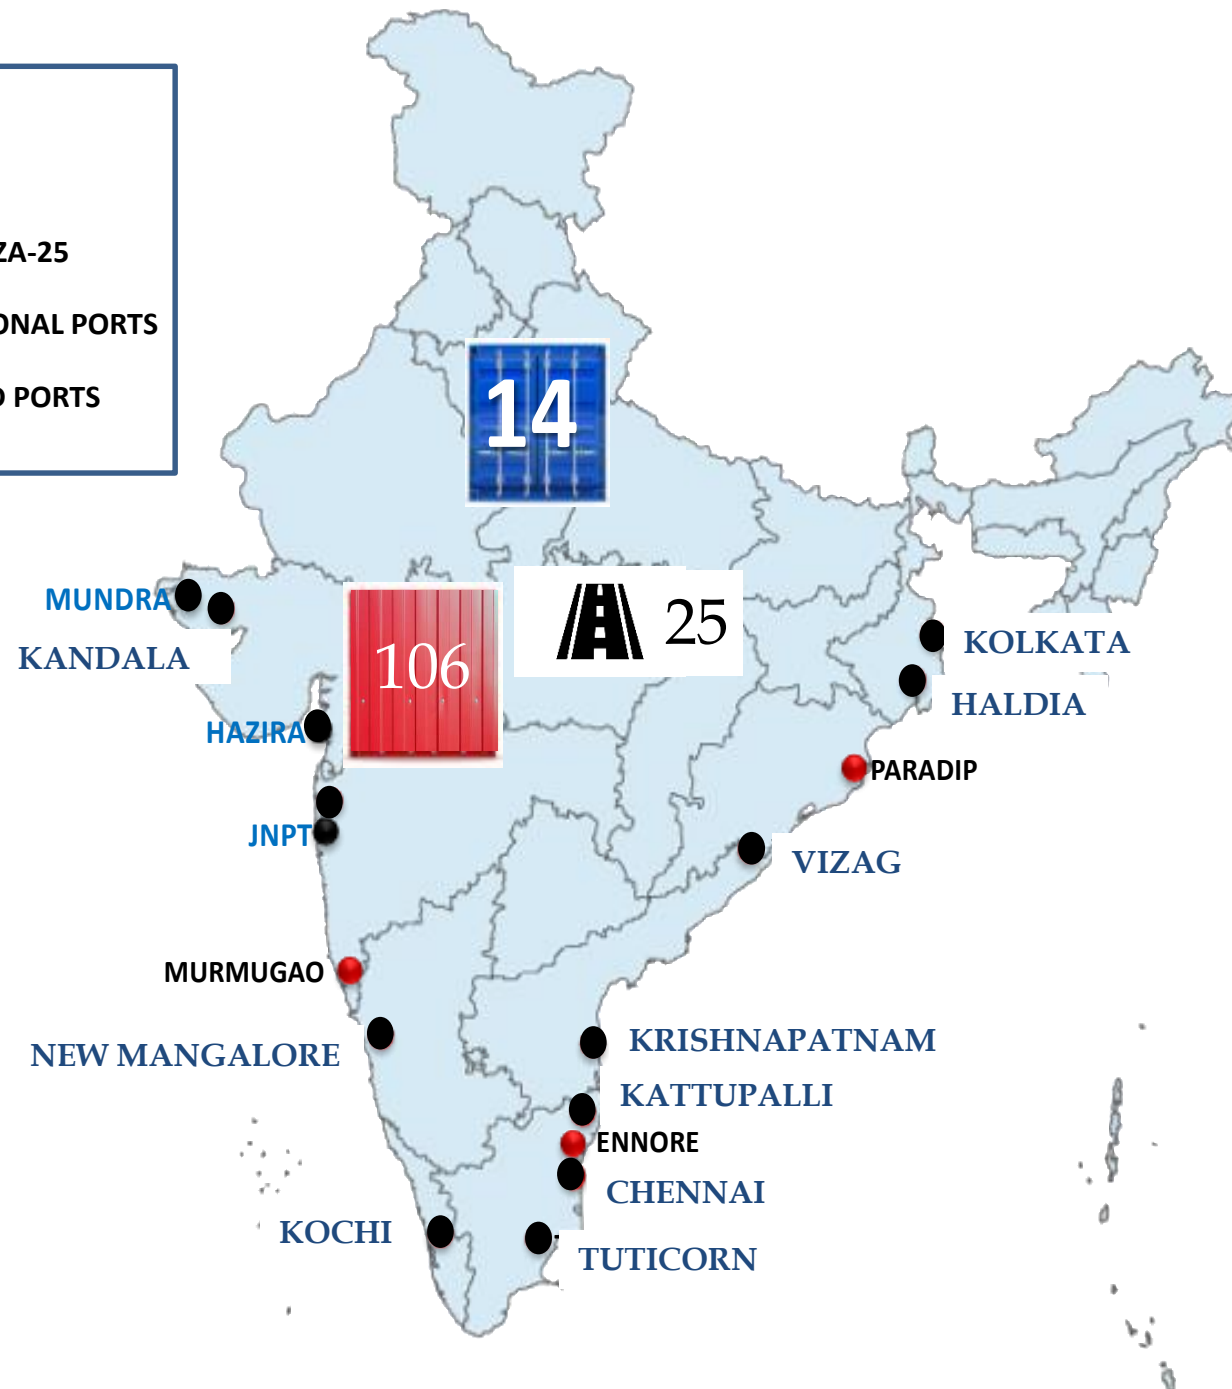 ZA-25
ONAL PORTS
D PORTS
14
MUNDRA
25
KANDALA
106
KOLKATA
HALDIA
HAZIRA
PARADIP
JNPT
VIZAG
MURMUGAO
NEW MANGALORE
KRISHNAPATNAM
KATTUPALLI
ENNORE
CHENNAI
KOCHI
TUTICORN